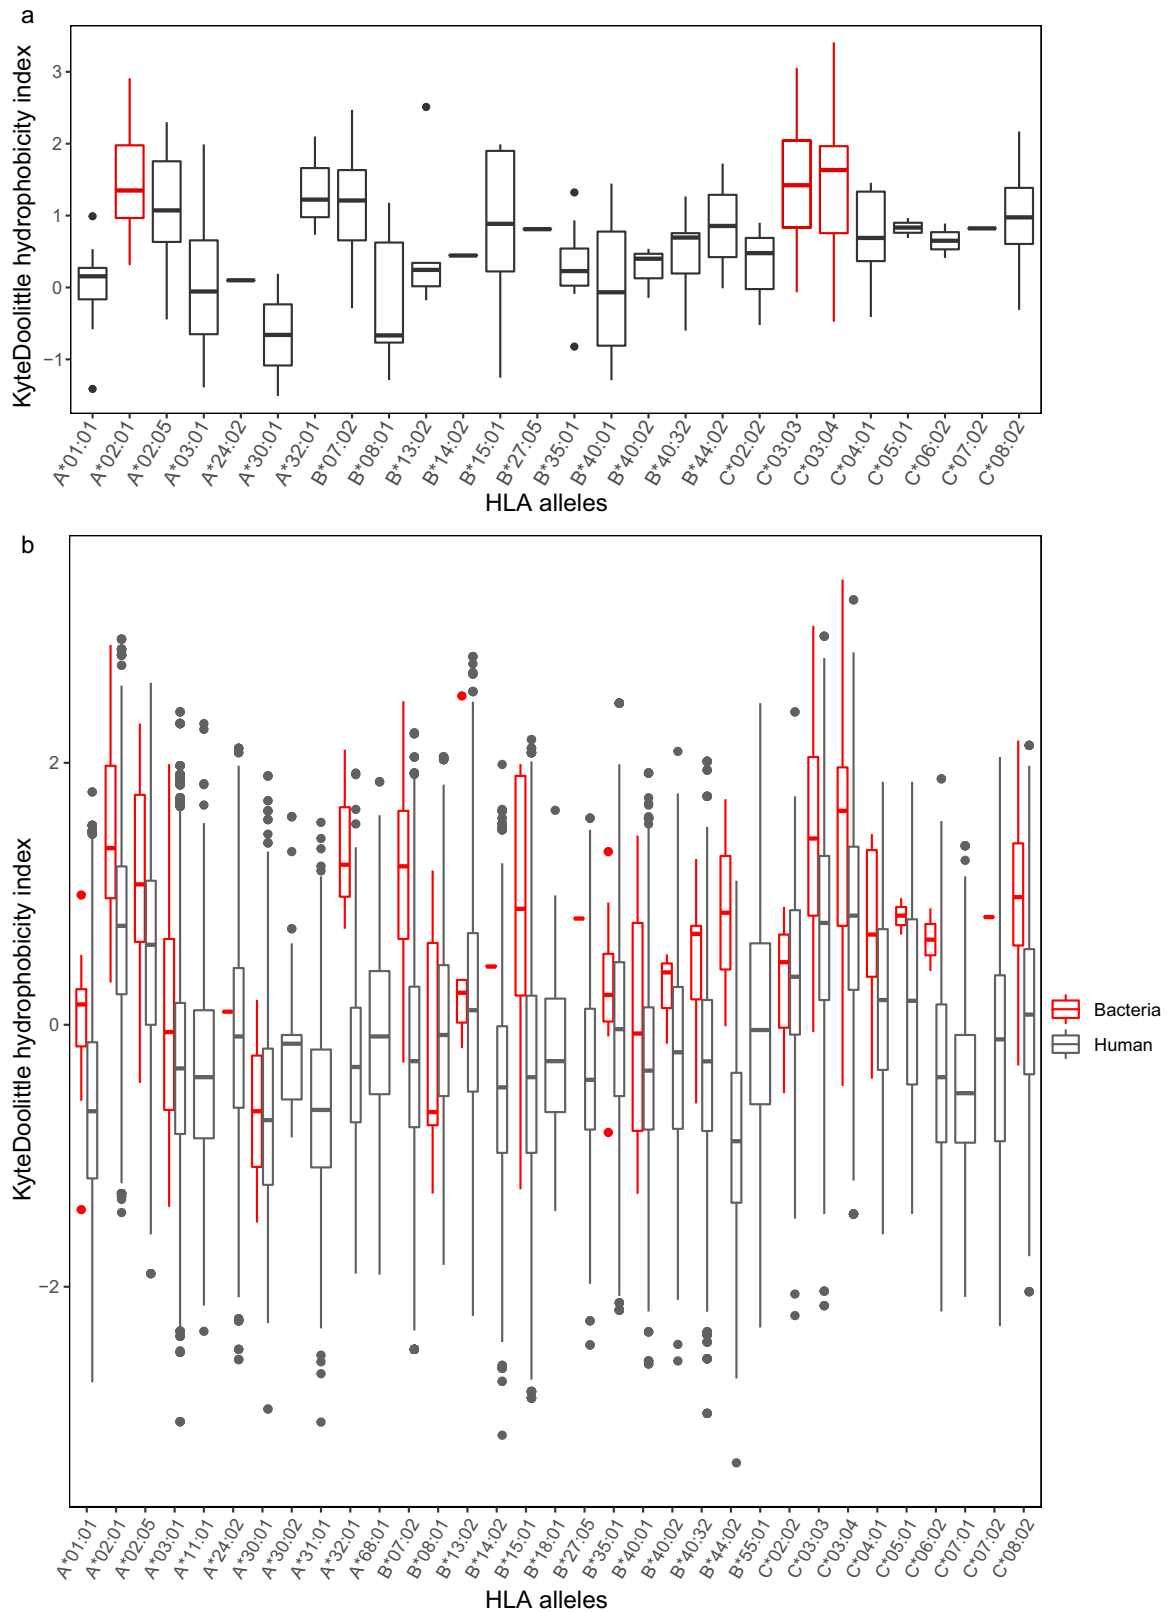 a
KyteDoolittle hydrophobicity index
3
2
1
0
−1
A*01:01
A*02:01
A*02:05
A*03:01
A*24:02
A*30:01
A*32:01
B*07:02
B*08:01
B*13:02
B*14:02
B*15:01
B*27:05
B*35:01
B*40:01
B*40:02
B*40:32
B*44:02
C*02:02
C*03:03
C*03:04
C*04:01
C*05:01
C*06:02
C*07:02
C*08:02
HLA alleles
b
KyteDoolittle hydrophobicity index
2
0
−2
A*01:01
A*02:01
A*02:05
A*03:01
A*11:01
A*24:02
A*30:01
A*30:02
A*31:01
A*32:01
A*68:01
B*07:02
B*08:01
B*13:02
B*14:02
B*15:01
B*18:01
B*27:05
B*35:01
B*40:01
B*40:02
B*40:32
B*44:02
B*55:01
C*02:02
C*03:03
C*03:04
C*04:01
C*05:01
C*06:02
C*07:01
C*07:02
C*08:02
HLA alleles
Bacteria
Human